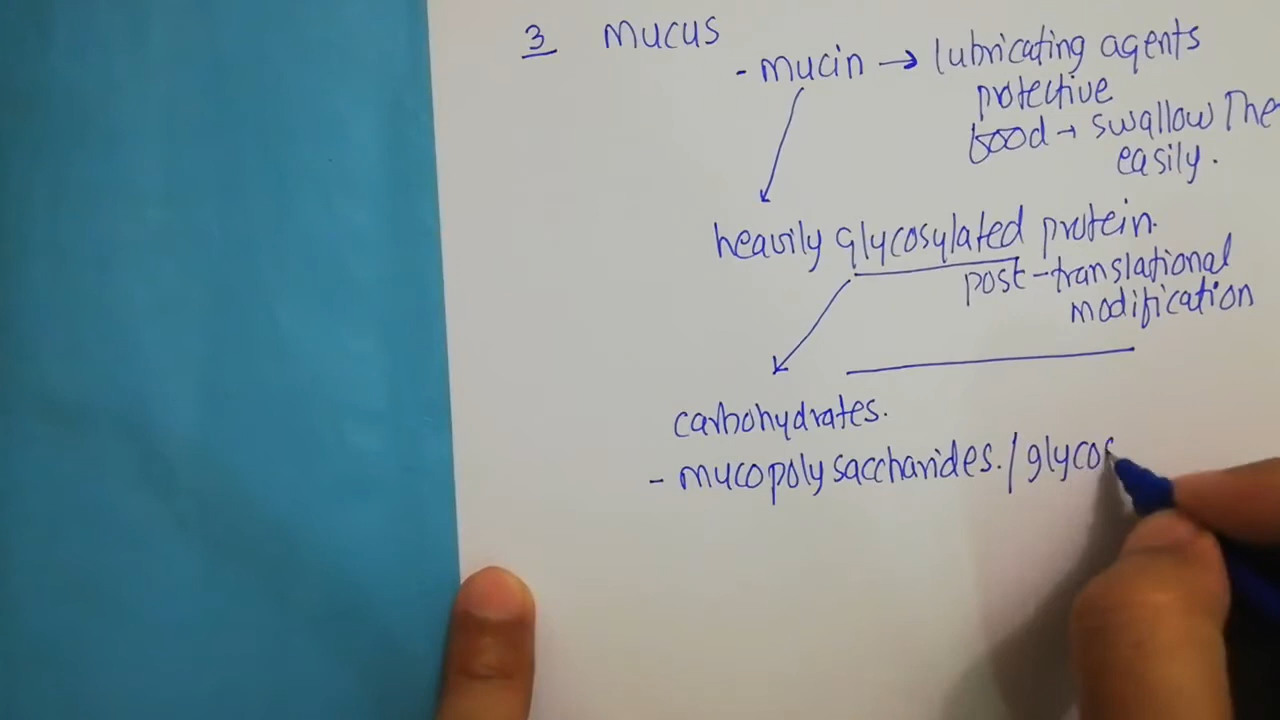 3 Mucus
- mucin → lubricating agents
protective
food → swallow The
easily.
heavily glycosylated protein.
post-translational
modification
carbohydrates.
- mucopolysaccharides. / glycos